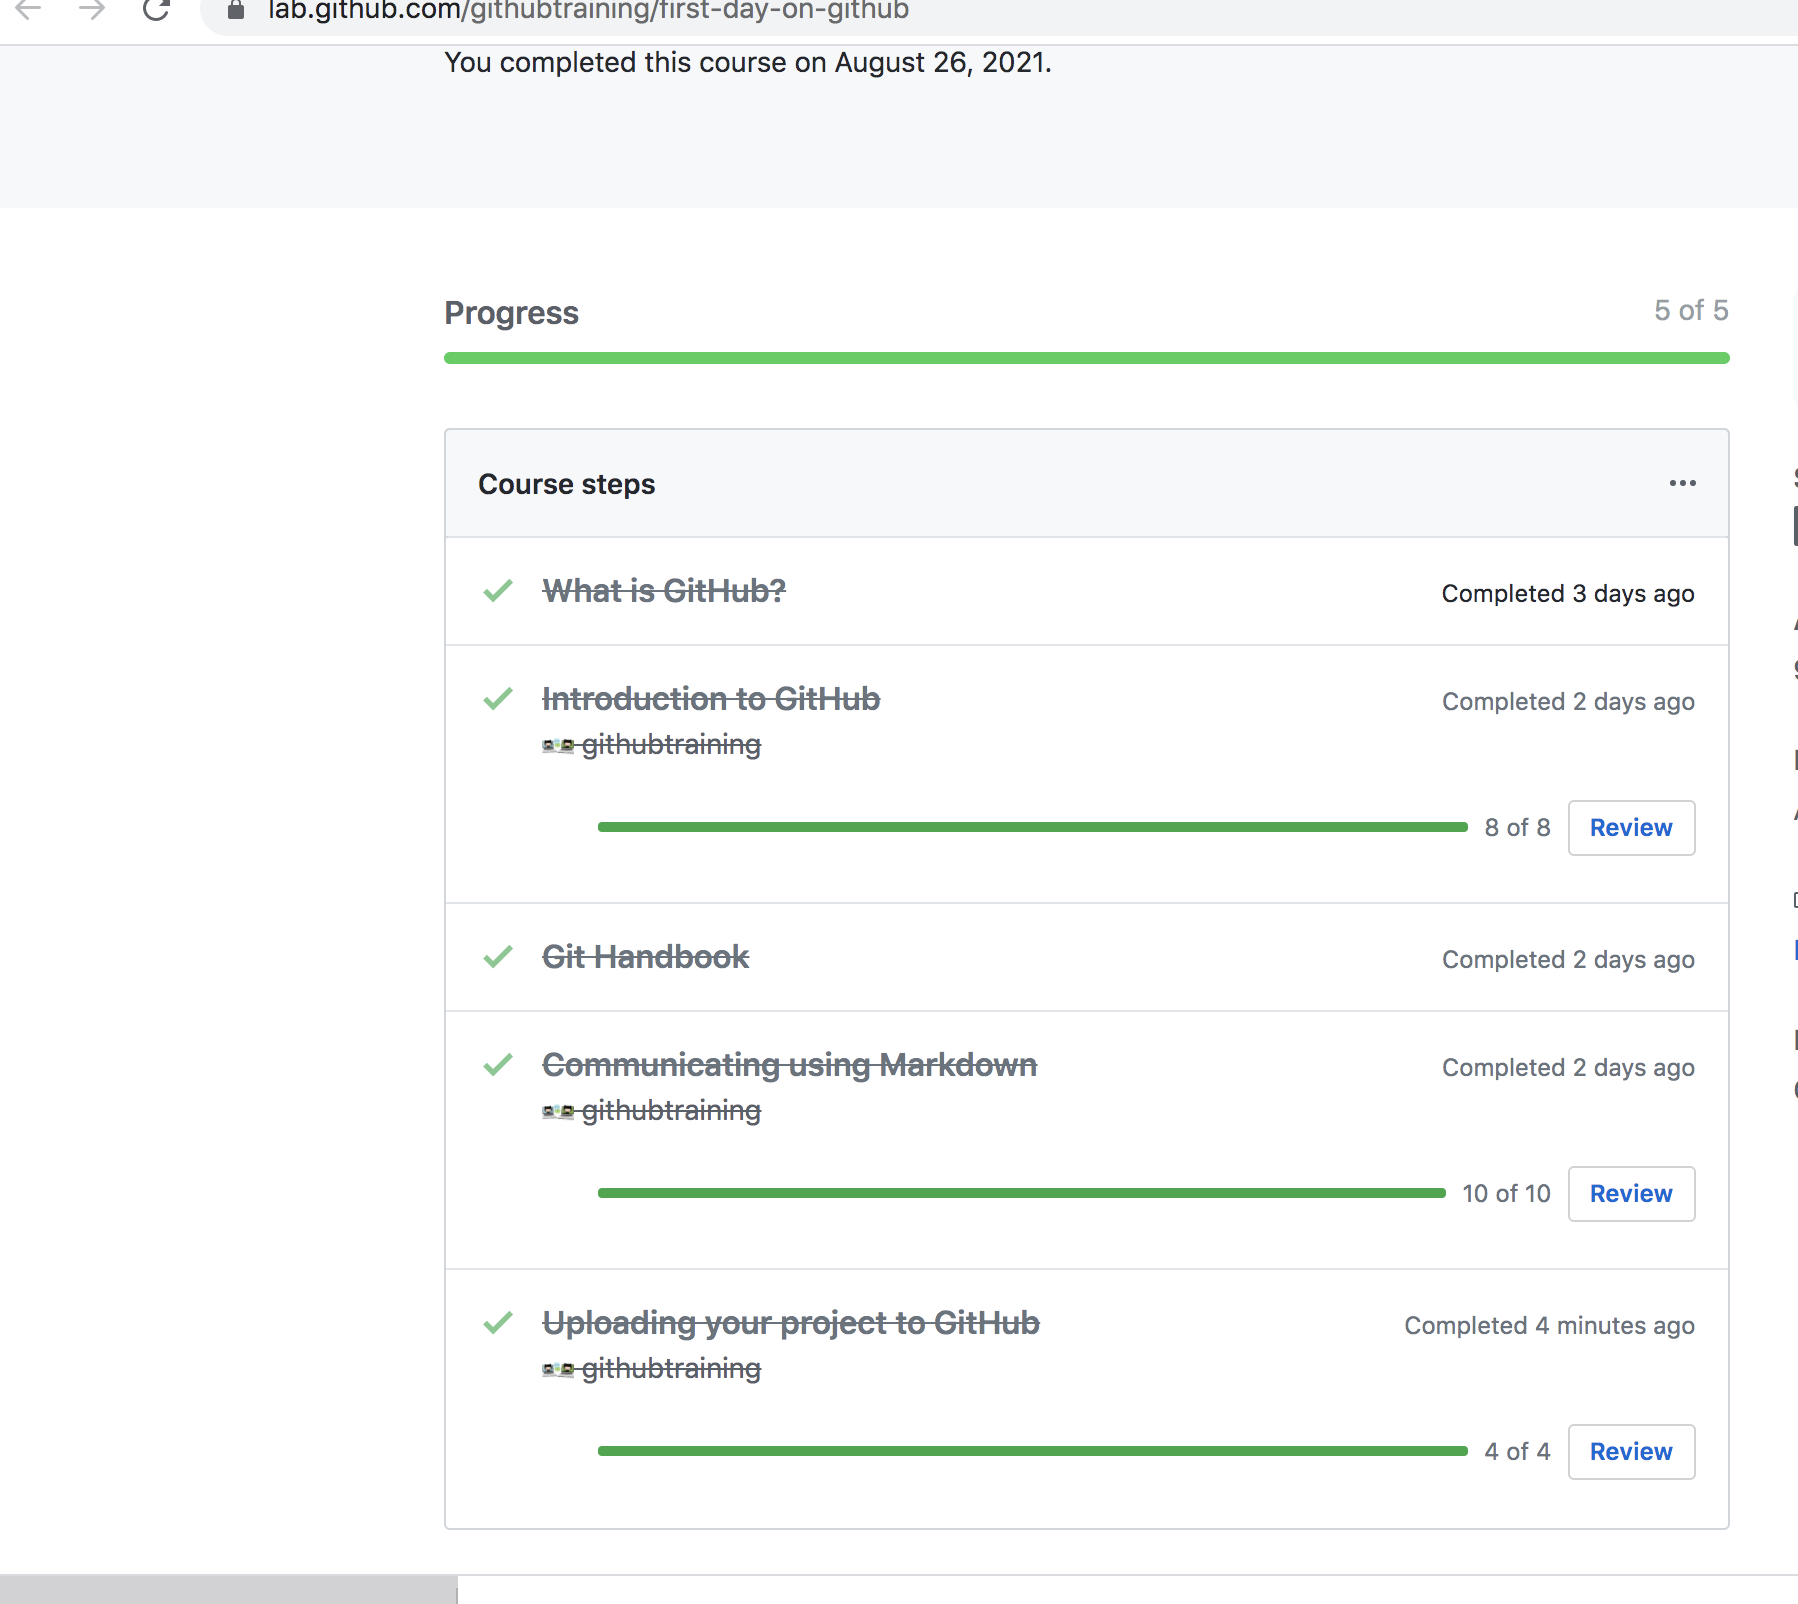 lab.github.com/githubtraining/first-day-on-github
You completed this course on August 26, 2021.
Progress
5 of 5
Course steps
What is GitHub?
Completed 3 days ago
Introduction to GitHub
Completed 2 days ago
githubtraining
8 of 8
Review
Git Handbook
Completed 2 days ago
Communicating using Markdown
Completed 2 days ago
githubtraining
10 of 10
Review
Uploading your project to GitHub
Completed 4 minutes ago
githubtraining
4 of 4
Review